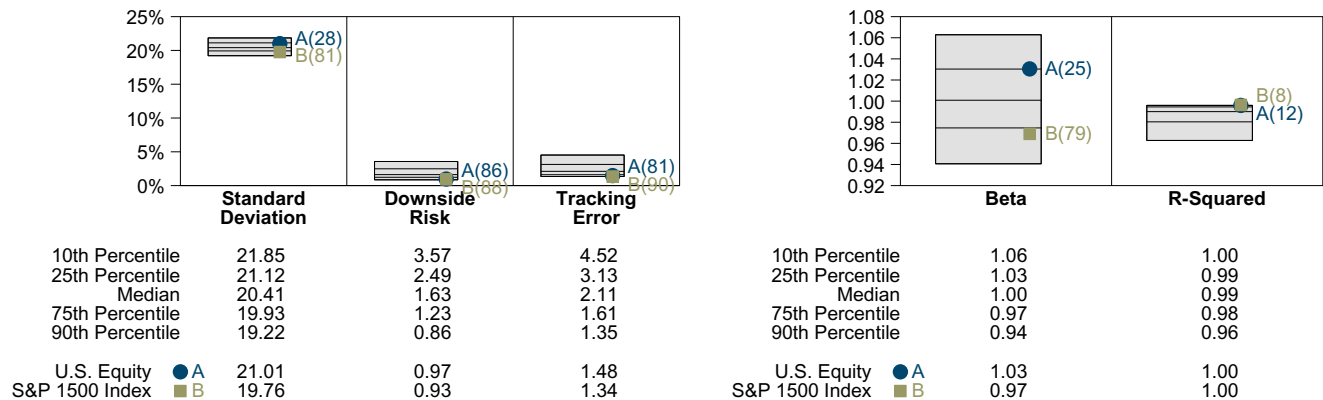 25%
20%
15%
10%
5%
0%
A(28)
B(81)
A(86)
B(88)
A(81)
B(90)
Standard
Deviation
Downside
Risk
Tracking
Error
10th Percentile 21.85 3.57 4.52
25th Percentile 21.12 2.49 3.13
Median 20.41 1.63 2.11
75th Percentile 19.93 1.23 1.61
90th Percentile 19.22 0.86 1.35
U.S. Equity A 21.01 0.97 1.48
S&P 1500 Index B 19.76 0.93 1.34
1.08
1.06
1.04
1.02
1.00
0.98
0.96
0.94
0.92
A(25)
B(79)
B(8)
A(12)
Beta R-Squared
10th Percentile 1.06 1.00
25th Percentile 1.03 0.99
Median 1.00 0.99
75th Percentile 0.97 0.98
90th Percentile 0.94 0.96
U.S. Equity A 1.03 1.00
S&P 1500 Index B 0.97 1.00